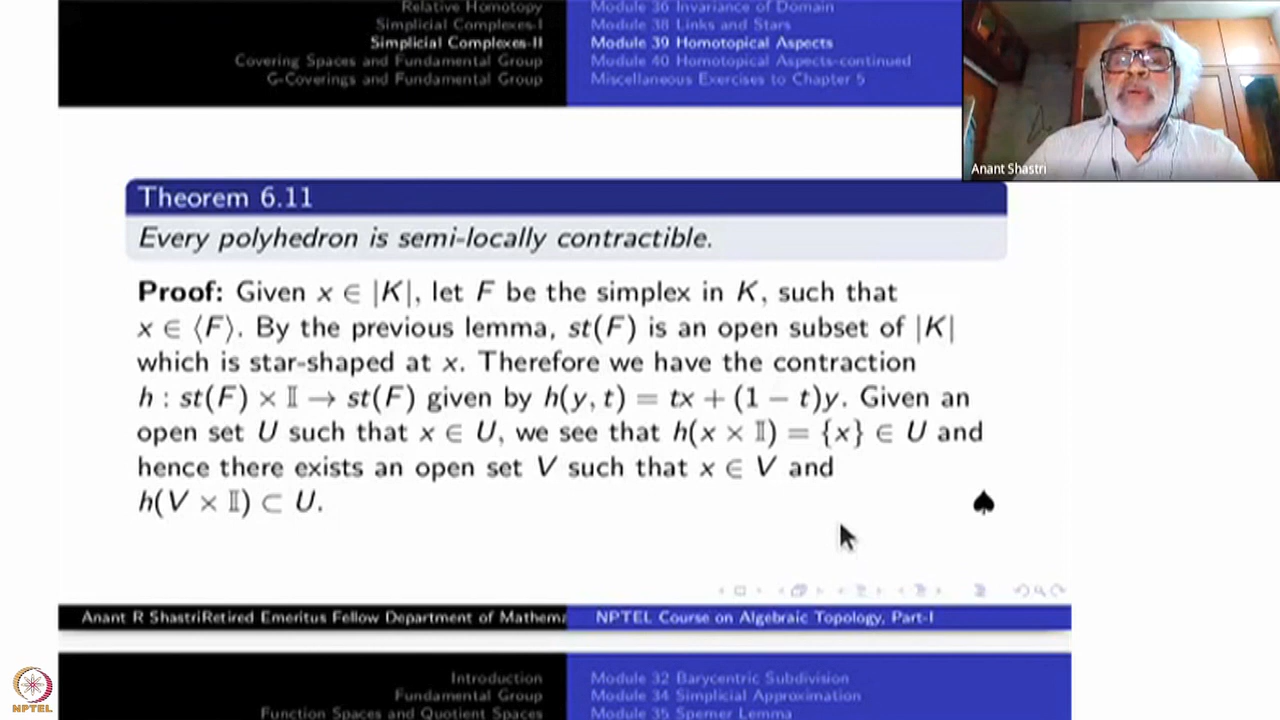 Relative Homotopy
Simplicial Complexes-I
Simplicial Complexes-II
Covering Spaces and Fundamental Group
G-Coverings and Fundamental Group
Module 36 Invariance of Domain
Module 38 Links and Stars
Module 39 Homotopical Aspects
Module 40 Homotopical Aspects-continued
Miscellaneous Exercises to Chapter 5
Anant Shastri
Theorem 6.11
Every polyhedron is semi-locally contractible.
Proof: Given x ∈ |K|, let F be the simplex in K, such that
x ∈ ⟨F⟩. By the previous lemma, st(F) is an open subset of |K|
which is star-shaped at x. Therefore we have the contraction
h : st(F) × 𝕀 → st(F) given by h(y, t) = tx + (1 − t)y. Given an
open set U such that x ∈ U, we see that h(x × 𝕀) = {x} ∈ U and
hence there exists an open set V such that x ∈ V and
h(V × 𝕀) ⊂ U. ♠
Anant R ShastriRetired Emeritus Fellow Department of Mathema
NPTEL Course on Algebraic Topology, Part-I
Introduction
Fundamental Group
Function Spaces and Quotient Spaces
Module 32 Barycentric Subdivision
Module 34 Simplicial Approximation
Module 35 Sperner Lemma
NPTEL